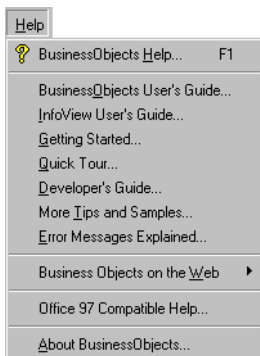 Help
BusinessObjects Help... F1
BusinessObjects User's Guide...
InfoView User's Guide...
Getting Started...
Quick Tour...
Developer's Guide...
More Tips and Samples...
Error Messages Explained...
Business Objects on the Web
Office 97 Compatible Help...
About BusinessObjects...